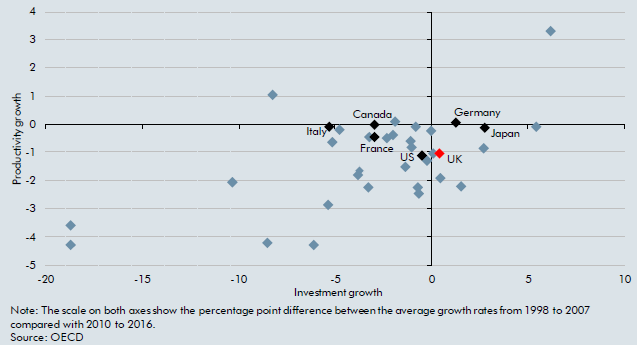 4
3
2
1
0
-1
-2
-3
-4
-5
Productivity growth
Canada
Germany
Italy
Japan
France
US
UK
-20
-15
-10
-5
0
5
10
Investment growth
Note: The scale on both axes show the percentage point difference between the average growth rates from 1998 to 2007
compared with 2010 to 2016.
Source: OECD